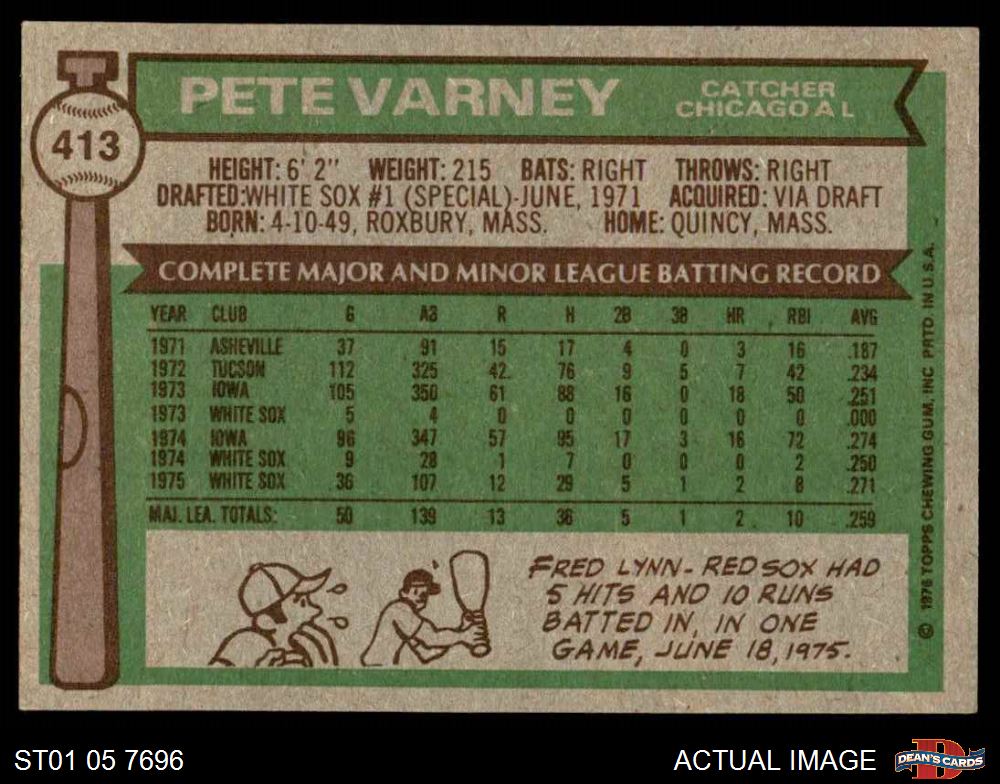 413
PETE VARNEY
CATCHER
CHICAGO A L
HEIGHT: 6' 2" WEIGHT: 215 BATS: RIGHT THROWS: RIGHT
DRAFTED:WHITE SOX #1 (SPECIAL)-JUNE, 1971 ACQUIRED: VIA DRAFT
BORN: 4-10-49, ROXBURY, MASS. HOME: QUINCY, MASS.
COMPLETE MAJOR AND MINOR LEAGUE BATTING RECORD
YEAR CLUB G AB R H 2B 3B HR RBI AVG
1971 ASHEVILLE 37 91 15 17 4 0 3 16 .187
1972 TUCSON 112 325 42 76 9 5 7 42 .234
1973 IOWA 105 350 61 88 16 0 18 50 .251
1973 WHITE SOX 5 4 0 0 0 0 0 0 .000
1974 IOWA 96 347 57 95 17 3 16 72 .274
1974 WHITE SOX 9 28 1 7 0 0 0 2 .250
1975 WHITE SOX 36 107 12 29 5 1 2 8 .271
MAJ. LEA. TOTALS: 50 139 13 36 5 1 2 10 .259
FRED LYNN-RED SOX HAD
5 HITS AND 10 RUNS
BATTED IN, IN ONE
GAME, JUNE 18, 1975.
© 1976 TOPPS CHEWING GUM, INC PRTD. IN U.S.A.
ST01 05 7696
ACTUAL IMAGE
D
DEAN'S CARDS